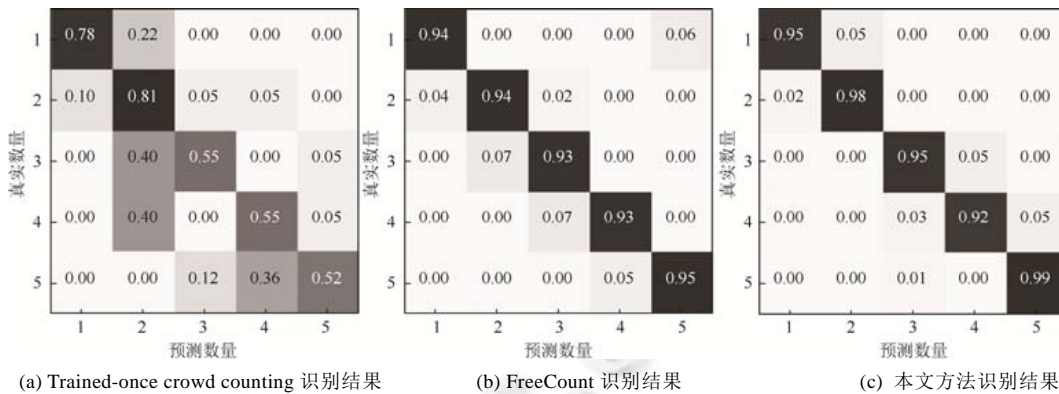 1 0.78 0.22 0.00 0.00 0.00
2 0.10 0.81 0.05 0.05 0.00
3 0.00 0.40 0.55 0.00 0.05
4 0.00 0.40 0.00 0.55 0.05
5 0.00 0.00 0.12 0.36 0.52
真实数量
1 2 3 4 5
预测数量
(a) Trained-once crowd counting 识别结果
1 0.94 0.00 0.00 0.00 0.06
2 0.04 0.94 0.02 0.00 0.00
3 0.00 0.07 0.93 0.00 0.00
4 0.00 0.00 0.07 0.93 0.00
5 0.00 0.00 0.00 0.05 0.95
真实数量
1 2 3 4 5
预测数量
(b) FreeCount 识别结果
1 0.95 0.05 0.00 0.00 0.00
2 0.02 0.98 0.00 0.00 0.00
3 0.00 0.00 0.95 0.05 0.00
4 0.00 0.00 0.03 0.92 0.05
5 0.00 0.00 0.01 0.00 0.99
真实数量
1 2 3 4 5
预测数量
(c) 本文方法识别结果